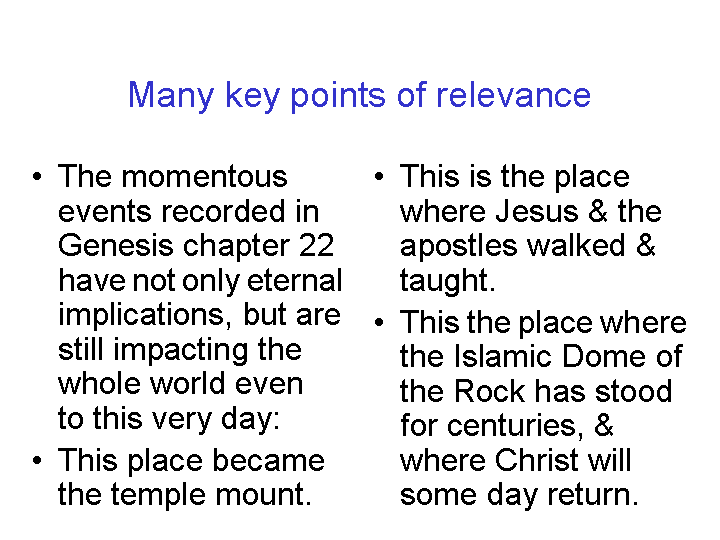 Many key points of relevance
• The momentous
events recorded in
Genesis chapter 22
have not only eternal
implications, but are
still impacting the
whole world even
to this very day:
• This place became
the temple mount.
• This is the place
where Jesus & the
apostles walked &
taught.
• This the place where
the Islamic Dome of
the Rock has stood
for centuries, &
where Christ will
some day return.